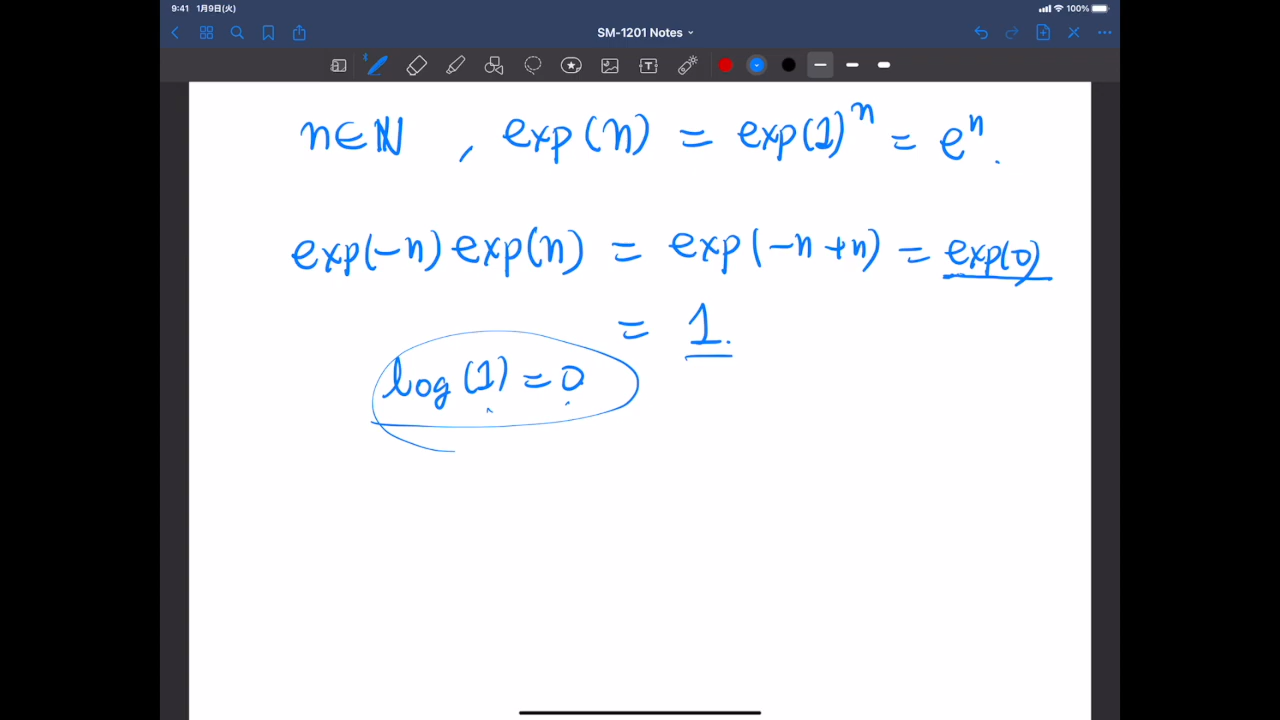 9:41 1月9日(火) 100%
SM-1201 Notes
n∈ℕ , exp(n) = exp(1)ⁿ = eⁿ.
exp(-n) exp(n) = exp(-n+n) = exp(0)
= 1.
log(1) = 0